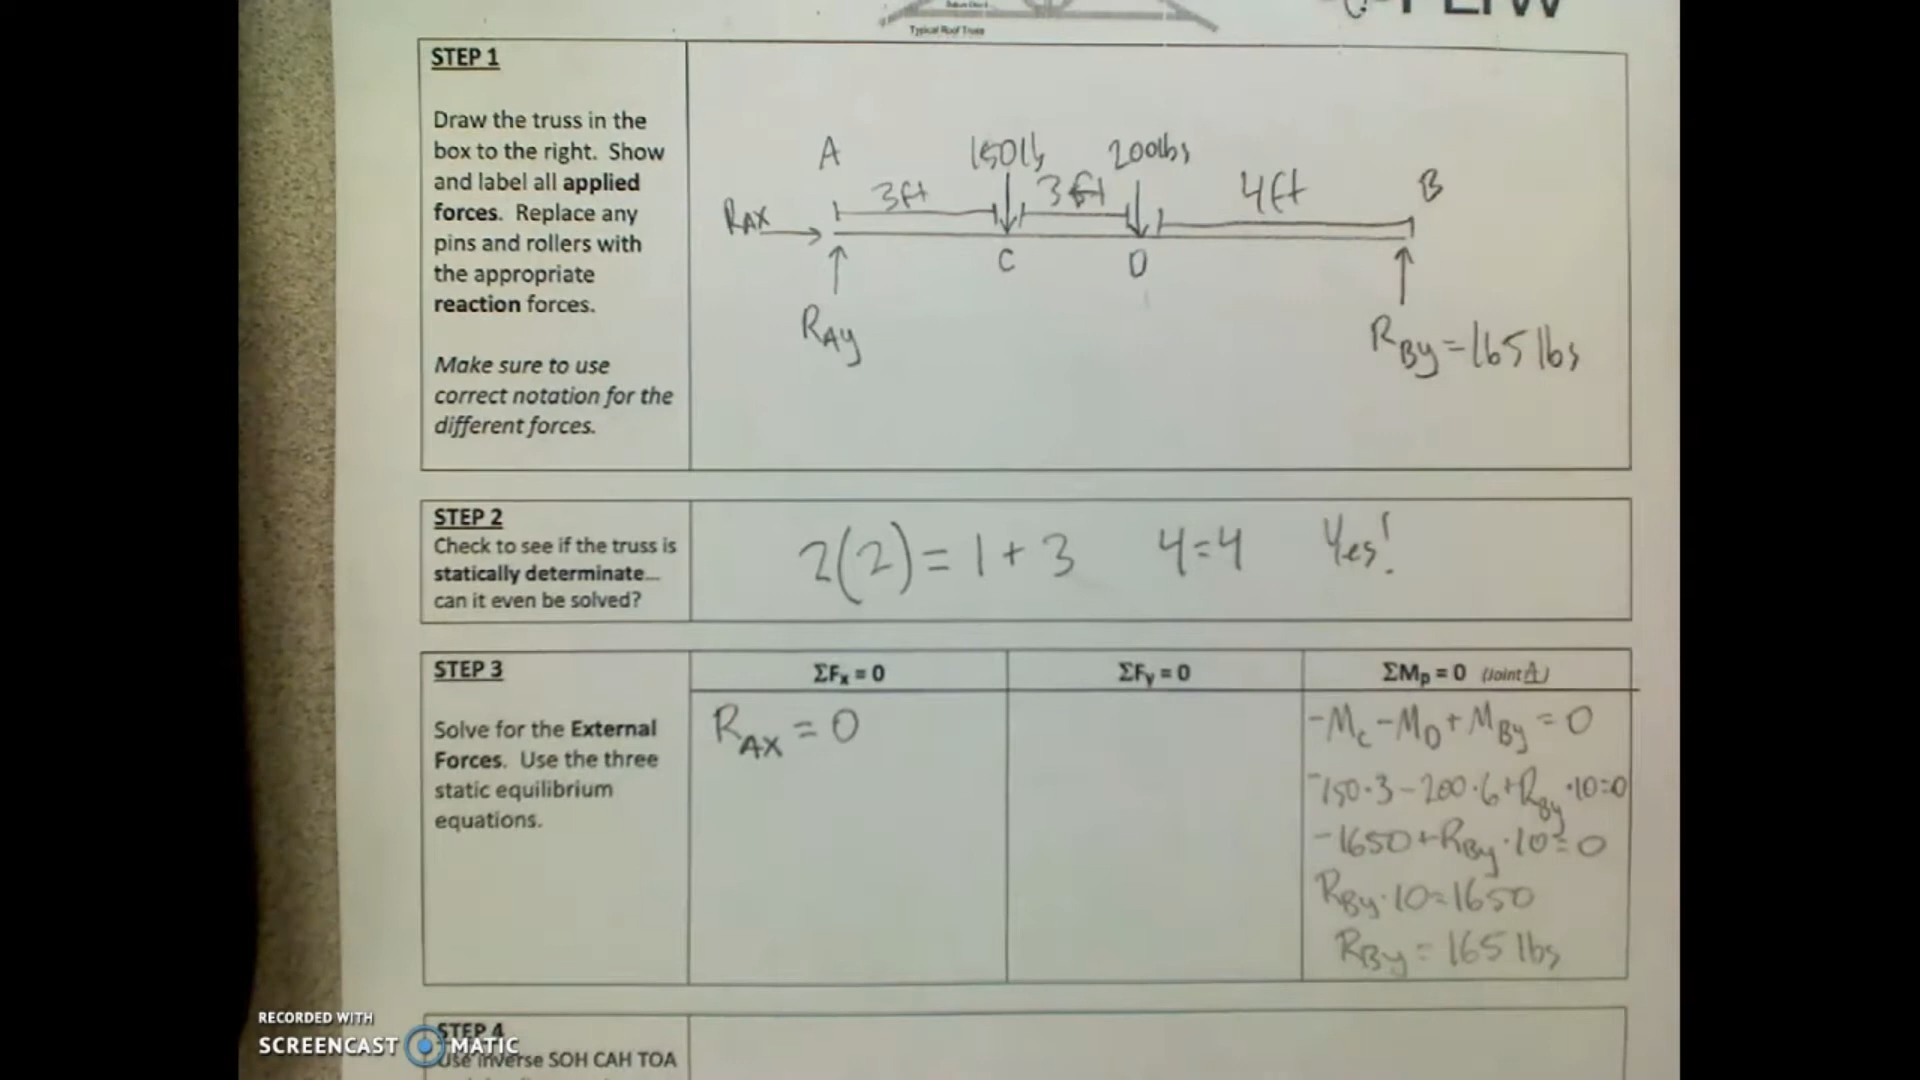 Typical Roof Truss
STEP 1
Draw the truss in the
box to the right. Show
and label all applied
forces. Replace any
pins and rollers with
the appropriate
reaction forces.
Make sure to use
correct notation for the
different forces.
A 150lb 200lbs
3ft 3ft 4ft B
RAX
C D
RAY
RBy=165 lbs
STEP 2
Check to see if the truss is
statically determinate...
can it even be solved?
2(2)=1+3 4=4 Yes!
STEP 3
Solve for the External
Forces. Use the three
static equilibrium
equations.
ΣFx = 0
RAX = 0
ΣFy = 0
ΣMp = 0 (Joint A)
-Mc -MD + MBy = 0
-150·3-200·6+RBy·10=0
-1650+RBy·10=0
RBy·10=1650
RBy = 165 lbs
STEP 4
Use inverse SOH CAH TOA
RECORDED WITH
SCREENCAST MATIC